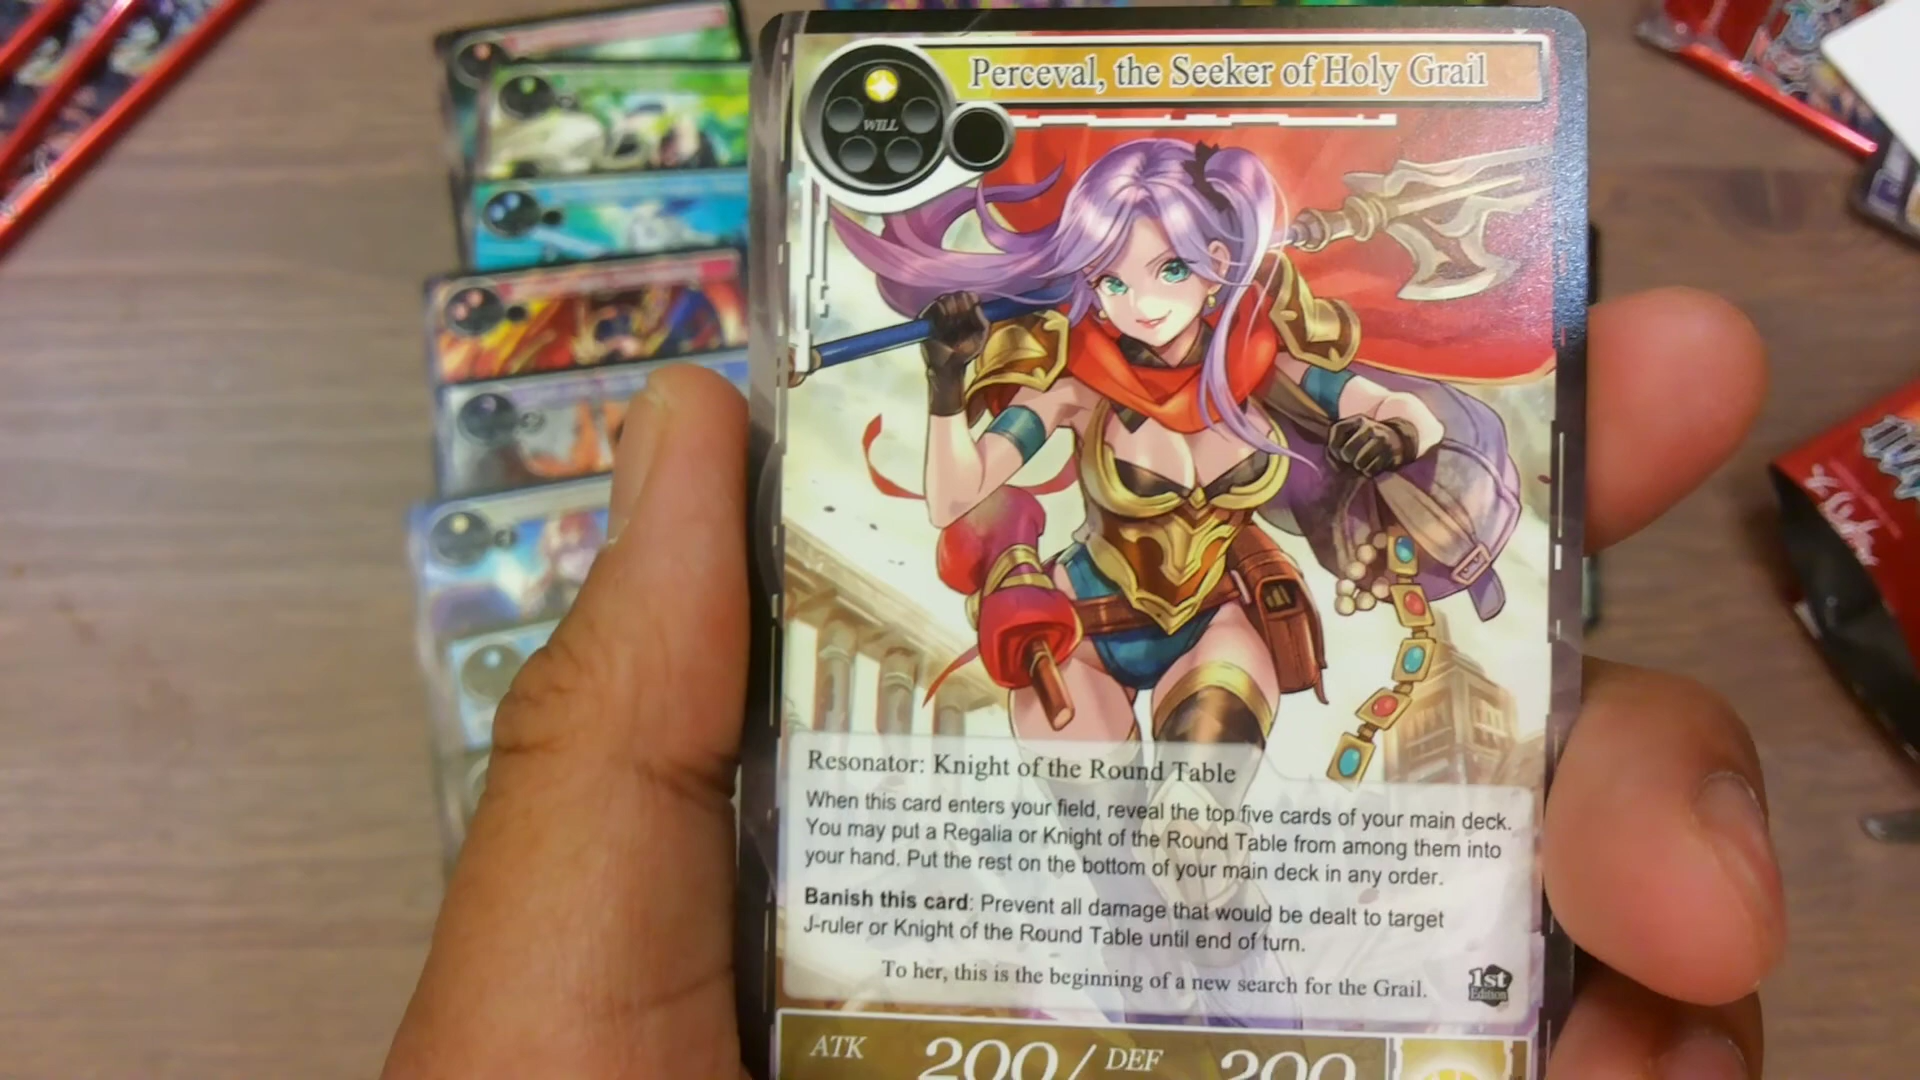 Perceval, the Seeker of Holy Grail
WILL
Resonator: Knight of the Round Table
When this card enters your field, reveal the top five cards of your main deck.
You may put a Regalia or Knight of the Round Table from among them into
your hand. Put the rest on the bottom of your main deck in any order.
Banish this card: Prevent all damage that would be dealt to target
J-ruler or Knight of the Round Table until end of turn.
To her, this is the beginning of a new search for the Grail.
1st
Edition
ATK 200 / DEF 200